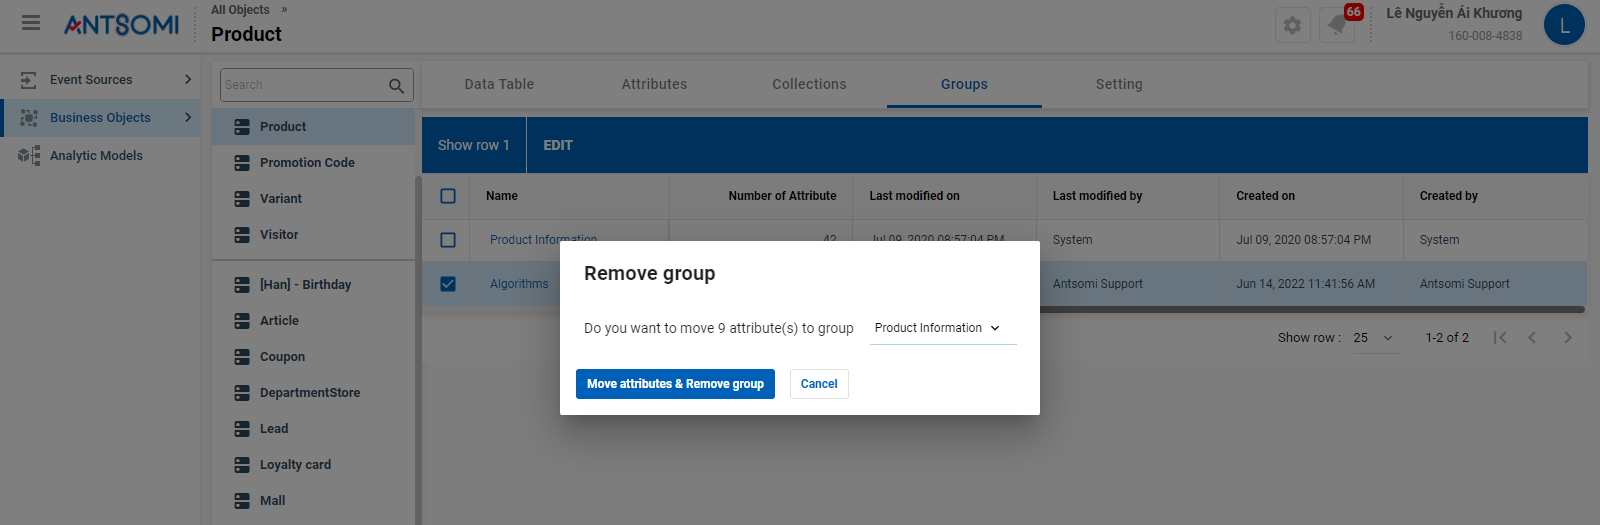 ANTSOMI
All Objects »
Product
66
Lê Nguyễn Ái Khương
160-008-4838
L
Event Sources
Business Objects
Analytic Models
Search
Product
Promotion Code
Variant
Visitor
[Han] - Birthday
Article
Coupon
DepartmentStore
Lead
Loyalty card
Mall
Data Table
Attributes
Collections
Groups
Setting
Show row 1
EDIT
Name
Number of Attribute
Last modified on
Last modified by
Created on
Created by
Product Information
42
Jul 09, 2020 08:57:04 PM
System
Jul 09, 2020 08:57:04 PM
System
Algorithms
Antsomi Support
Jun 14, 2022 11:41:56 AM
Antsomi Support
Show row :
25
1-2 of 2
Remove group
Do you want to move 9 attribute(s) to group
Product Information
Move attributes & Remove group
Cancel